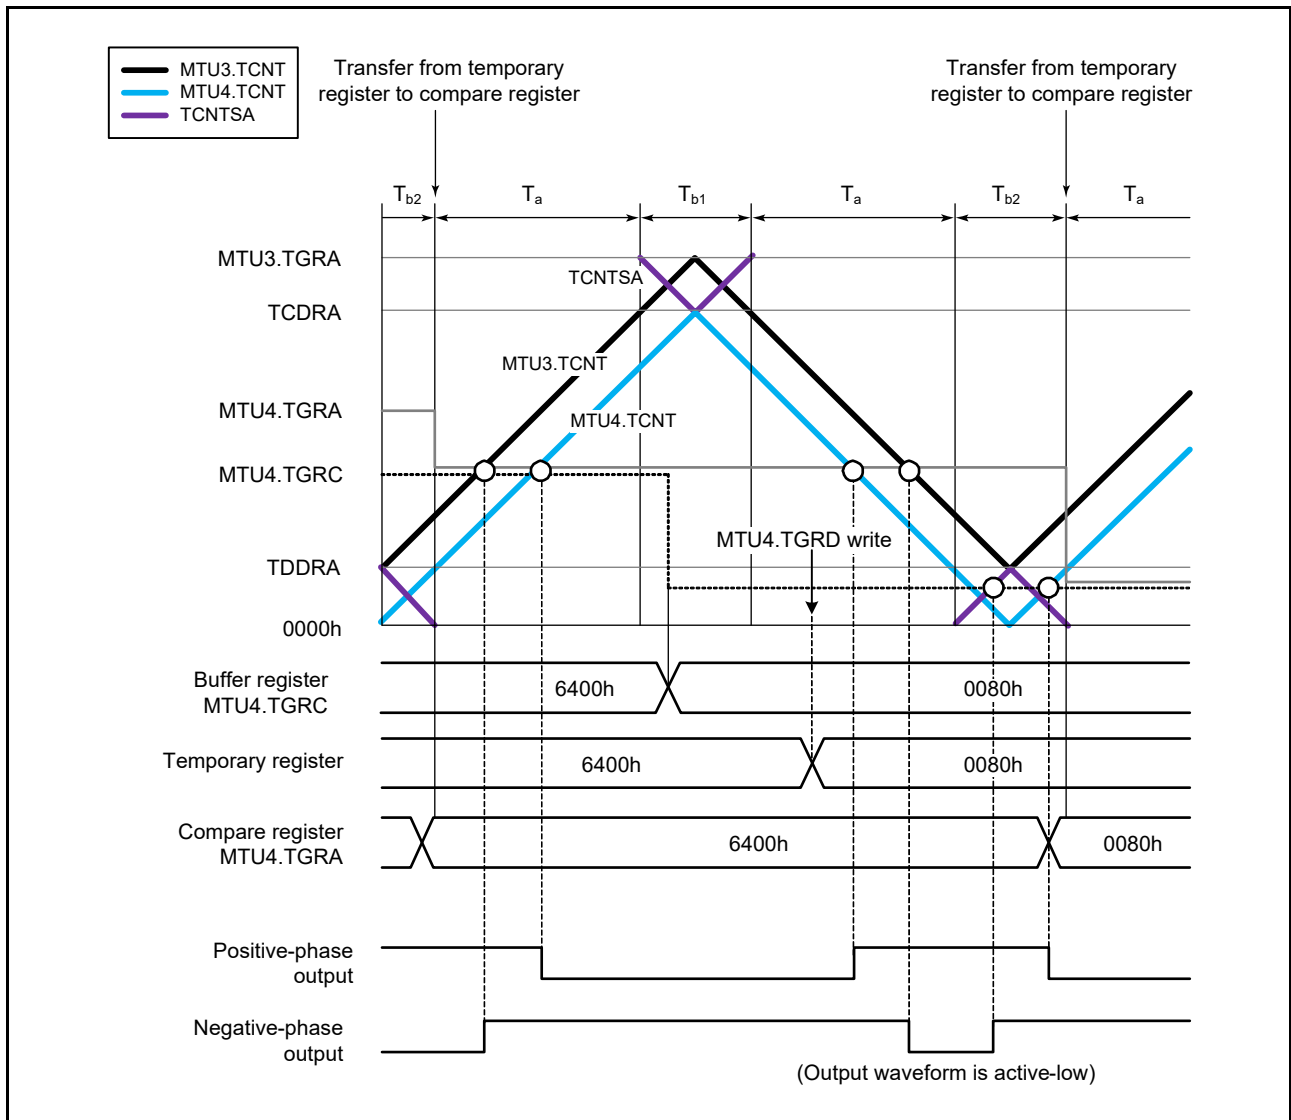 MTU3.TCNT
MTU4.TCNT
TCNTSA
Transfer from temporary
register to compare register
Transfer from temporary
register to compare register
Tb2
Ta
Tb1
Ta
Tb2
Ta
MTU3.TGRA
TCNTSA
TCDRA
MTU3.TCNT
MTU4.TGRA
MTU4.TCNT
MTU4.TGRC
MTU4.TGRD write
TDDRA
0000h
Buffer register
MTU4.TGRC
6400h
0080h
Temporary register
6400h
0080h
Compare register
MTU4.TGRA
6400h
0080h
Positive-phase
output
Negative-phase
output
(Output waveform is active-low)